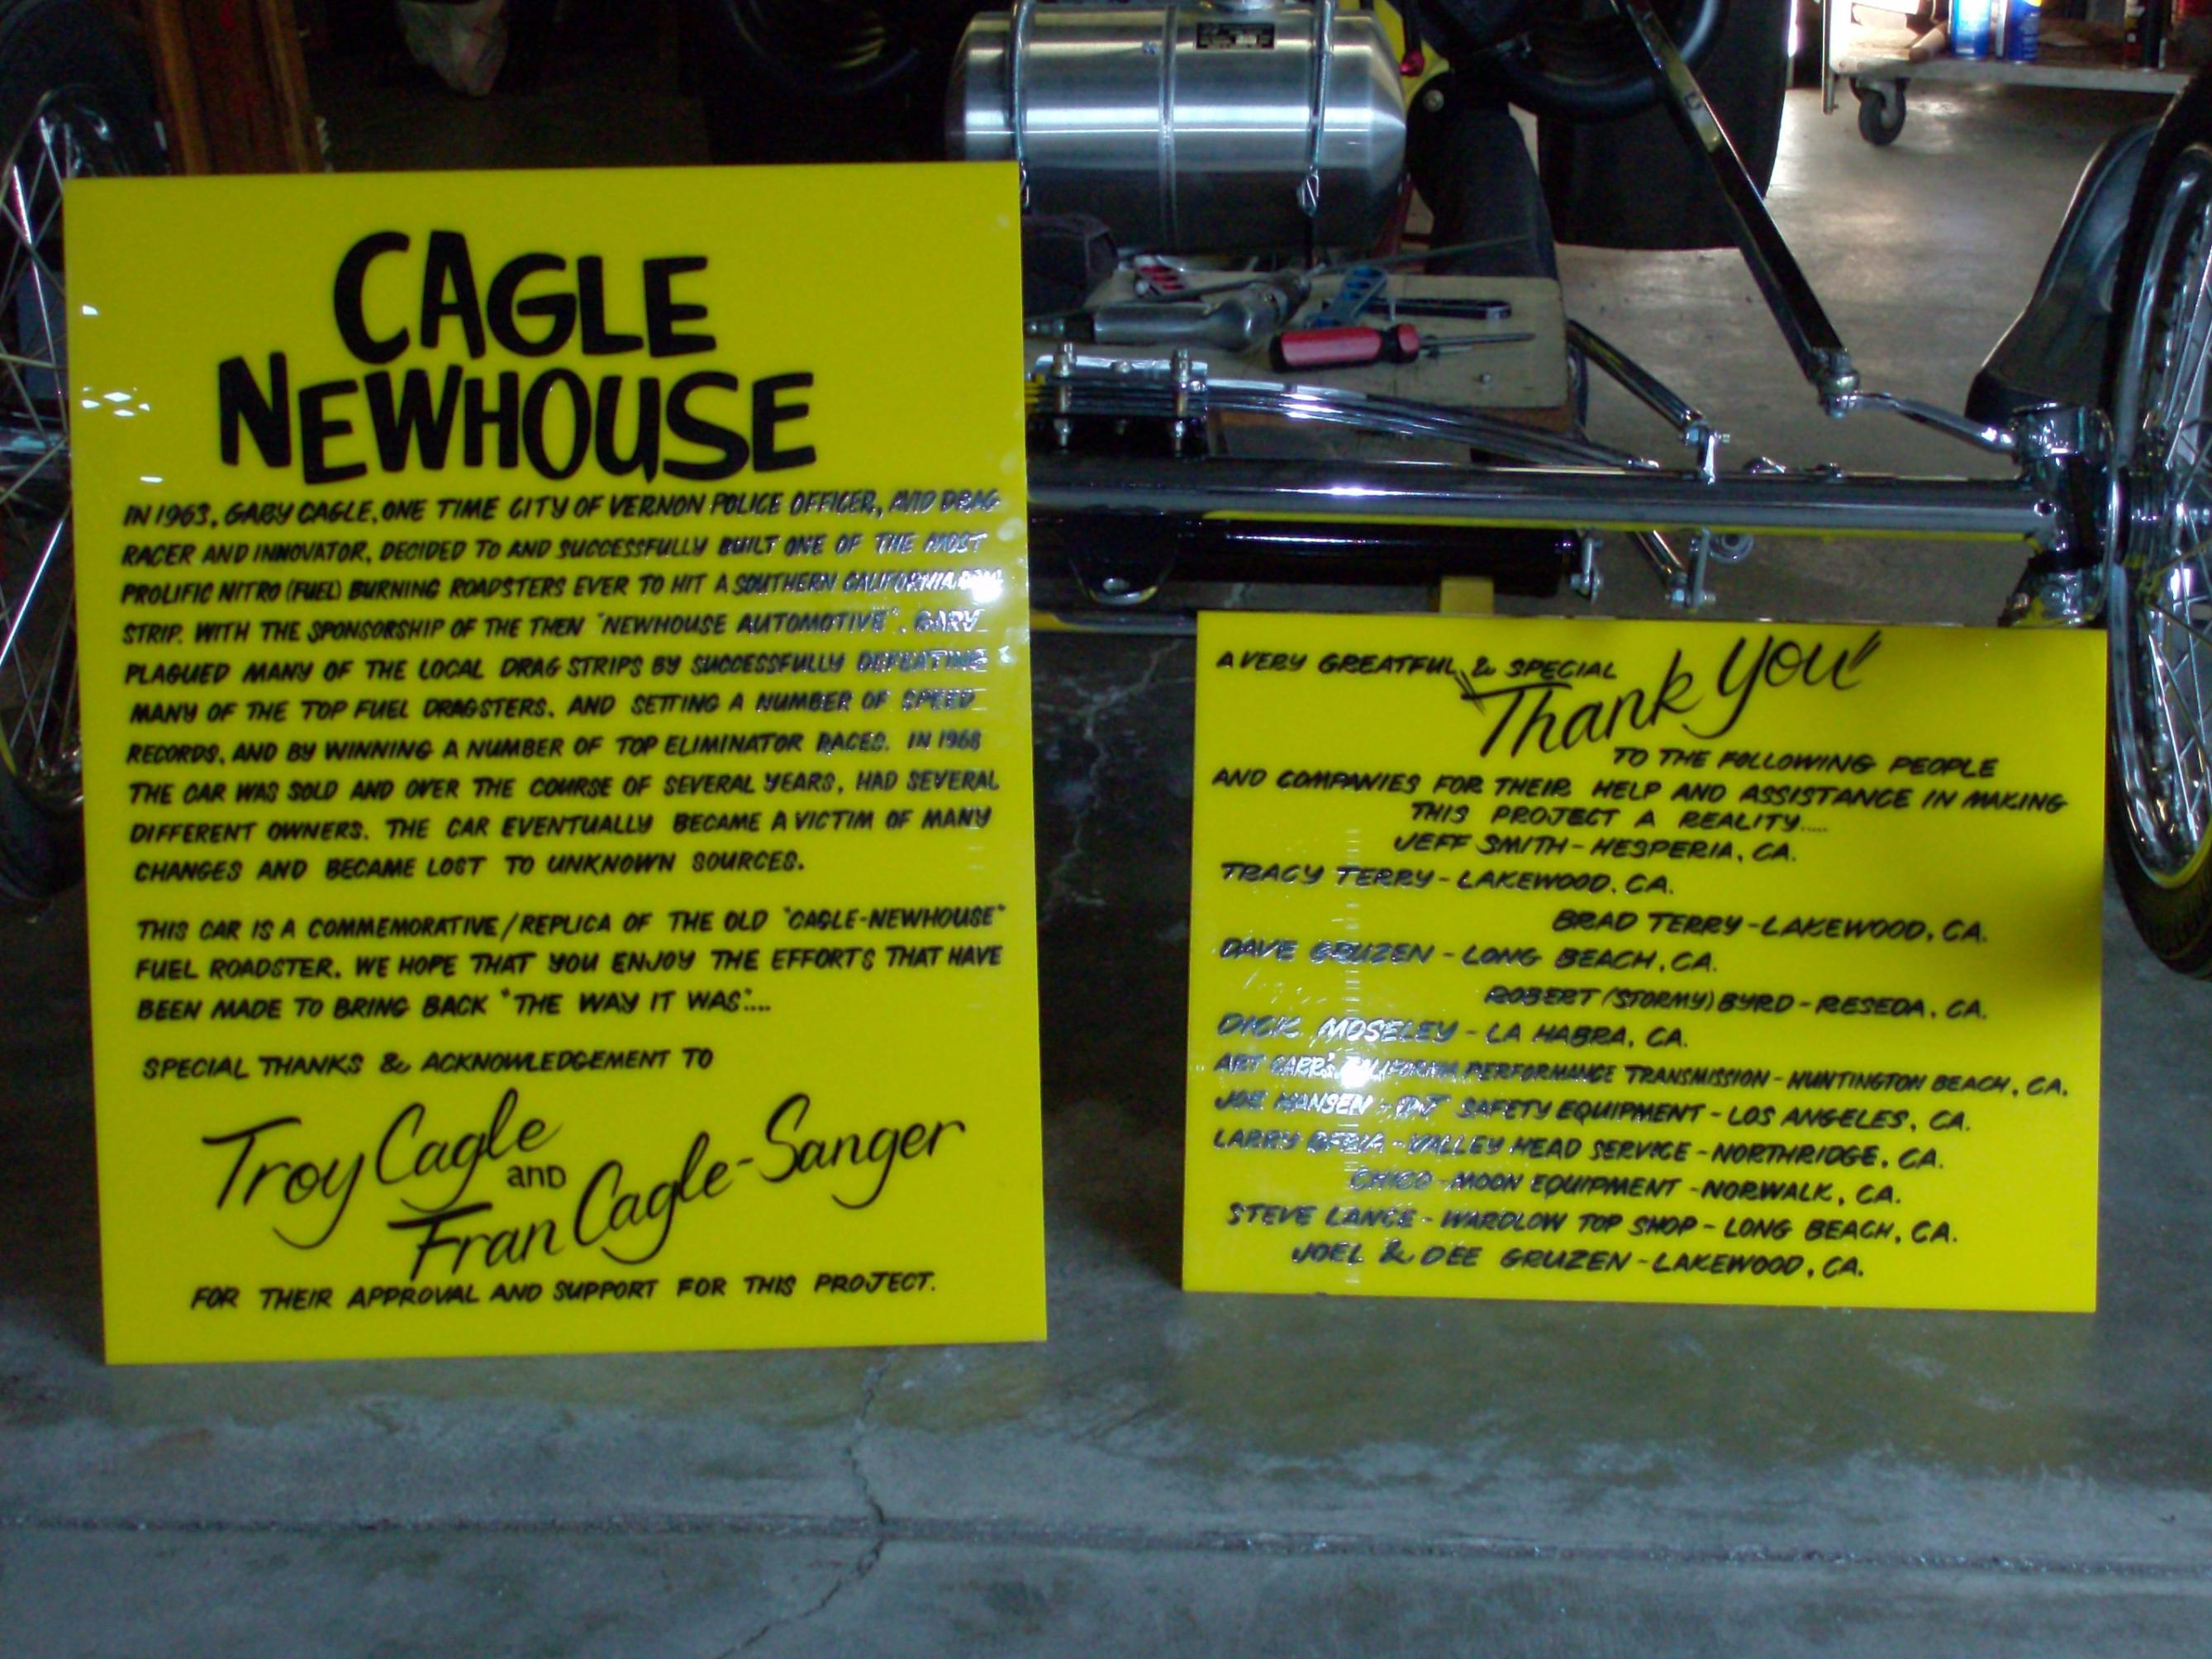 CAGLE
NEWHOUSE
IN 1963, GARY CAGLE, ONE TIME CITY OF VERNON POLICE OFFICER, AND DRAG
RACER AND INNOVATOR, DECIDED TO AND SUCCESSFULLY BUILT ONE OF THE MOST
PROLIFIC NITRO (FUEL) BURNING ROADSTERS EVER TO HIT A SOUTHERN CALIFORNIA
STRIP. WITH THE SPONSORSHIP OF THE THEN "NEWHOUSE AUTOMOTIVE", GARY
PLAGUED MANY OF THE LOCAL DRAG STRIPS BY SUCCESSFULLY DEFEATING
MANY OF THE TOP FUEL DRAGSTERS, AND SETTING A NUMBER OF SPEED
RECORDS, AND BY WINNING A NUMBER OF TOP ELIMINATOR RACES. IN 1968
THE CAR WAS SOLD AND OVER THE COURSE OF SEVERAL YEARS, HAD SEVERAL
DIFFERENT OWNERS. THE CAR EVENTUALLY BECAME A VICTIM OF MANY
CHANGES AND BECAME LOST TO UNKNOWN SOURCES.
THIS CAR IS A COMMEMORATIVE/REPLICA OF THE OLD "CAGLE-NEWHOUSE"
FUEL ROADSTER. WE HOPE THAT YOU ENJOY THE EFFORTS THAT HAVE
BEEN MADE TO BRING BACK "THE WAY IT WAS"....
SPECIAL THANKS & ACKNOWLEDGEMENT TO
Troy Cagle
AND
Fran Cagle-Sanger
FOR THEIR APPROVAL AND SUPPORT FOR THIS PROJECT.
A VERY GREATFUL & SPECIAL
"Thank You"
TO THE FOLLOWING PEOPLE
AND COMPANIES FOR THEIR HELP AND ASSISTANCE IN MAKING
THIS PROJECT A REALITY.....
JEFF SMITH - HESPERIA, CA.
TRACY TERRY - LAKEWOOD, CA.
BRAD TERRY - LAKEWOOD, CA.
DAVE GRUZEN - LONG BEACH, CA.
ROBERT (STORMY) BYRD - RESEDA, CA.
DICK MOSELEY - LA HABRA, CA.
ART CARR'S CALIFORNIA PERFORMANCE TRANSMISSION - HUNTINGTON BEACH, CA.
JOE HANSEN - DJ SAFETY EQUIPMENT - LOS ANGELES, CA.
LARRY - VALLEY HEAD SERVICE - NORTHRIDGE, CA.
CHICO - MOON EQUIPMENT - NORWALK, CA.
STEVE LANCE - WARDLOW TOP SHOP - LONG BEACH, CA.
JOEL & DEE GRUZEN - LAKEWOOD, CA.